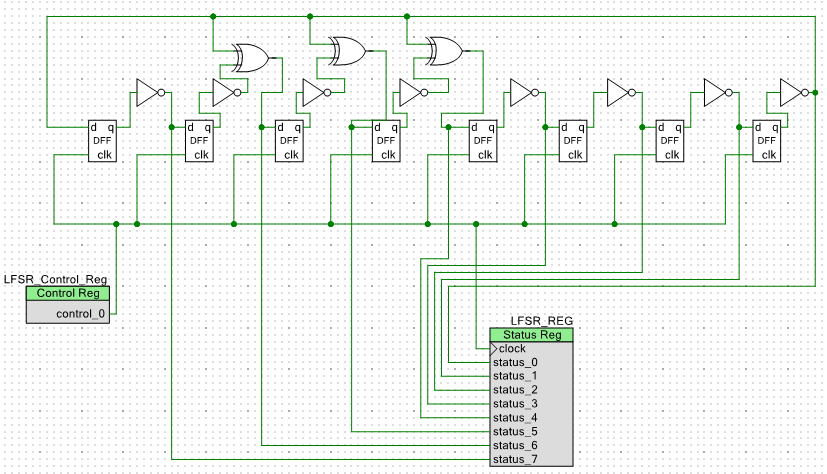 d q d q d q d q d q d q d q d q
DFF DFF DFF DFF DFF DFF DFF DFF
clk clk clk clk clk clk clk clk
LFSR_Control_Reg
Control Reg
control_0
LFSR_REG
Status Reg
clock
status_0
status_1
status_2
status_3
status_4
status_5
status_6
status_7